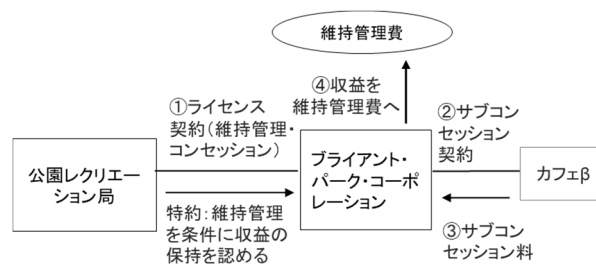 維持管理費
④収益を
維持管理費へ
①ライセンス
契約(維持管理・
コンセッション)
②サブコン
セッション
契約
公園レクリエー
ション局
ブライアント・
パーク・コーポ
レーション
カフェβ
特約:維持管理
を条件に収益の
保持を認める
③サブコン
セッション料